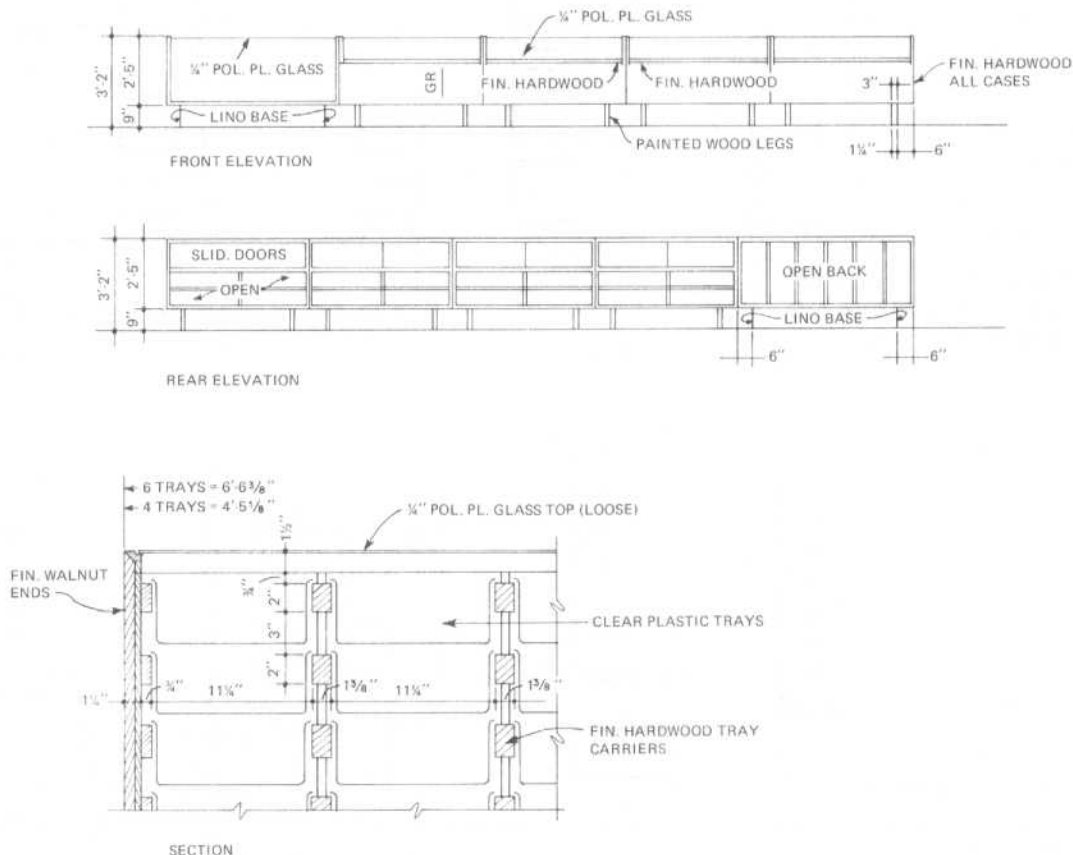 ¼" POL. PL. GLASS
¼" POL. PL. GLASS
3'-2"
2'-5"
9"
GR
FIN. HARDWOOD
FIN. HARDWOOD
3"
FIN. HARDWOOD
ALL CASES
LINO BASE
PAINTED WOOD LEGS
1¼"
6"
FRONT ELEVATION
SLID. DOORS
OPEN
OPEN BACK
3'-2"
2'-5"
9"
LINO BASE
6"
6"
REAR ELEVATION
6 TRAYS = 6'-6⅜"
4 TRAYS = 4'-5⅛"
1½"
¼" POL. PL. GLASS TOP (LOOSE)
FIN. WALNUT
ENDS
¾"
2"
3"
2"
CLEAR PLASTIC TRAYS
1¼"
¾"
11¼"
1⅜"
11¼"
1⅜"
FIN. HARDWOOD TRAY
CARRIERS
SECTION